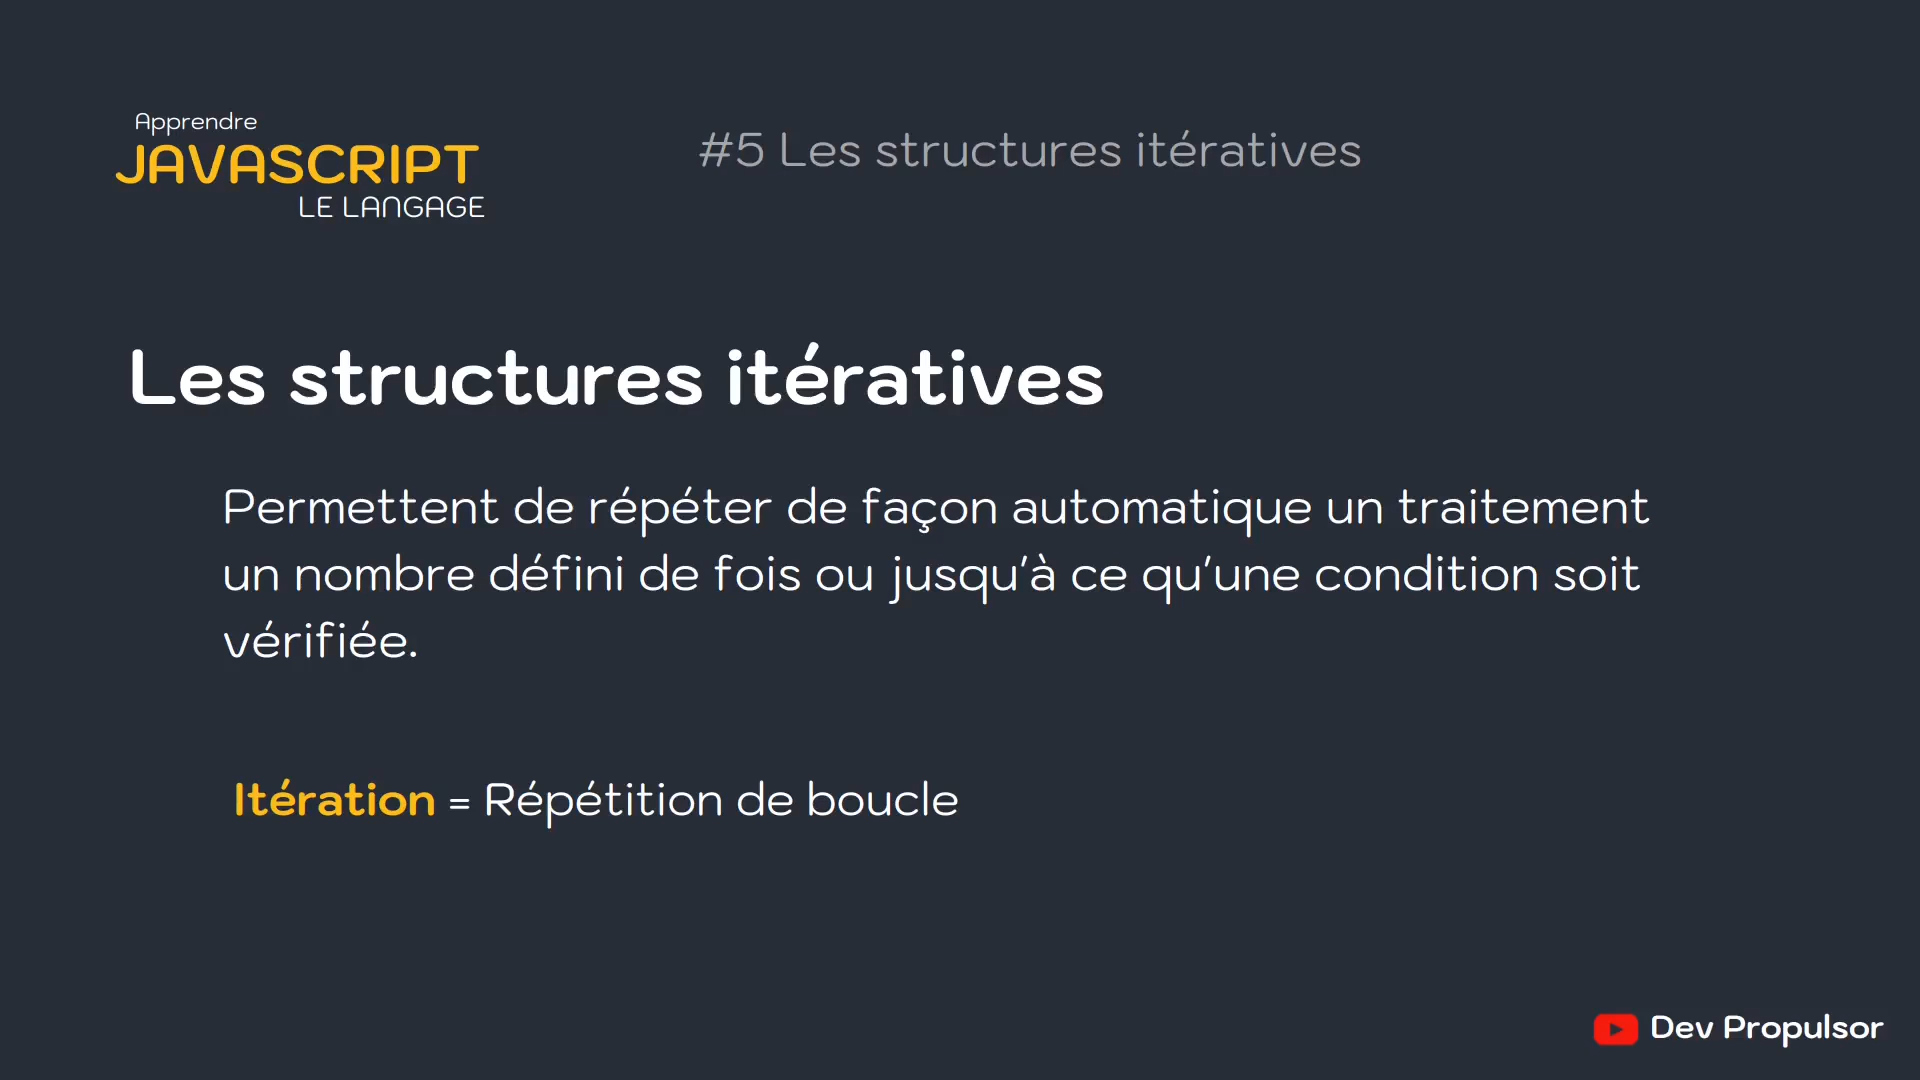 Apprendre
JAVASCRIPT
LE LANGAGE
#5 Les structures itératives
Les structures itératives
Permettent de répéter de façon automatique un traitement
un nombre défini de fois ou jusqu'à ce qu'une condition soit
vérifiée.
Itération = Répétition de boucle
Dev Propulsor